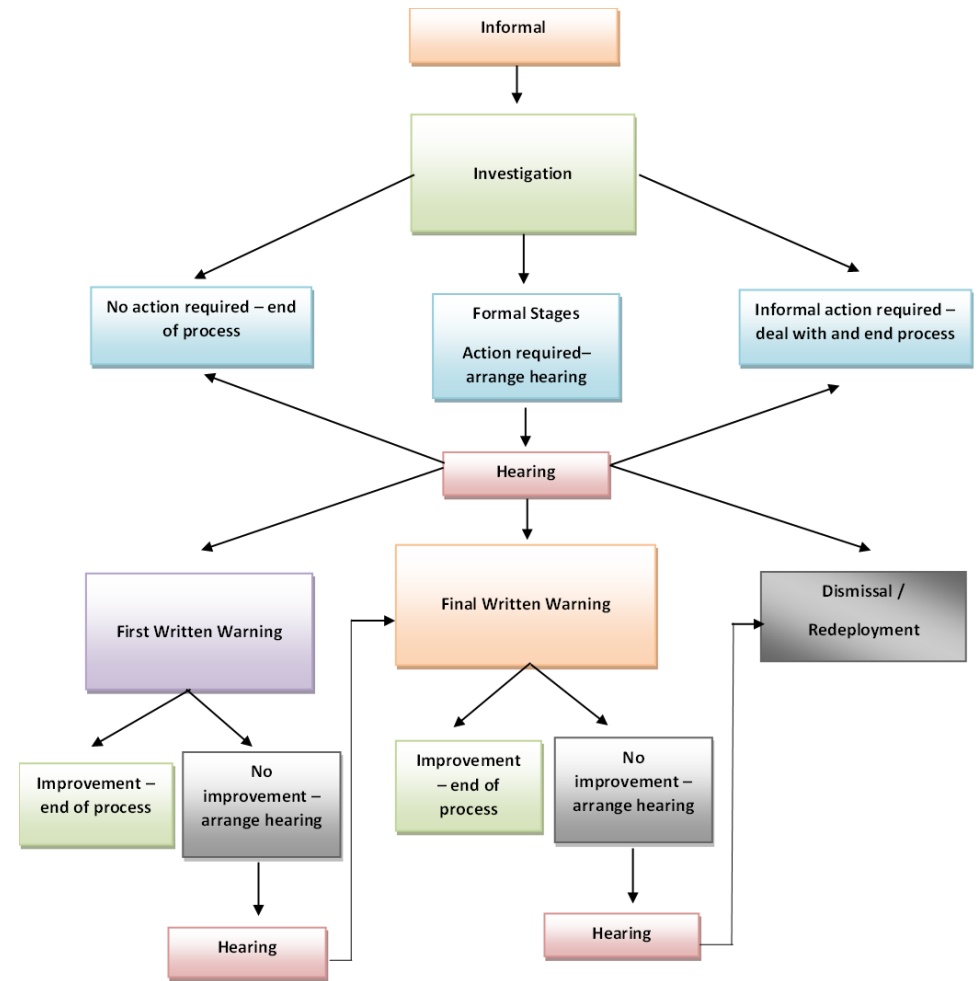 Informal
Investigation
No action required – end
of process
Formal Stages
Action required–
arrange hearing
Informal action required –
deal with and end process
Hearing
First Written Warning
Final Written Warning
Dismissal /
Redeployment
Improvement –
end of process
No
improvement –
arrange hearing
Improvement
– end of
process
No
improvement –
arrange hearing
Hearing
Hearing